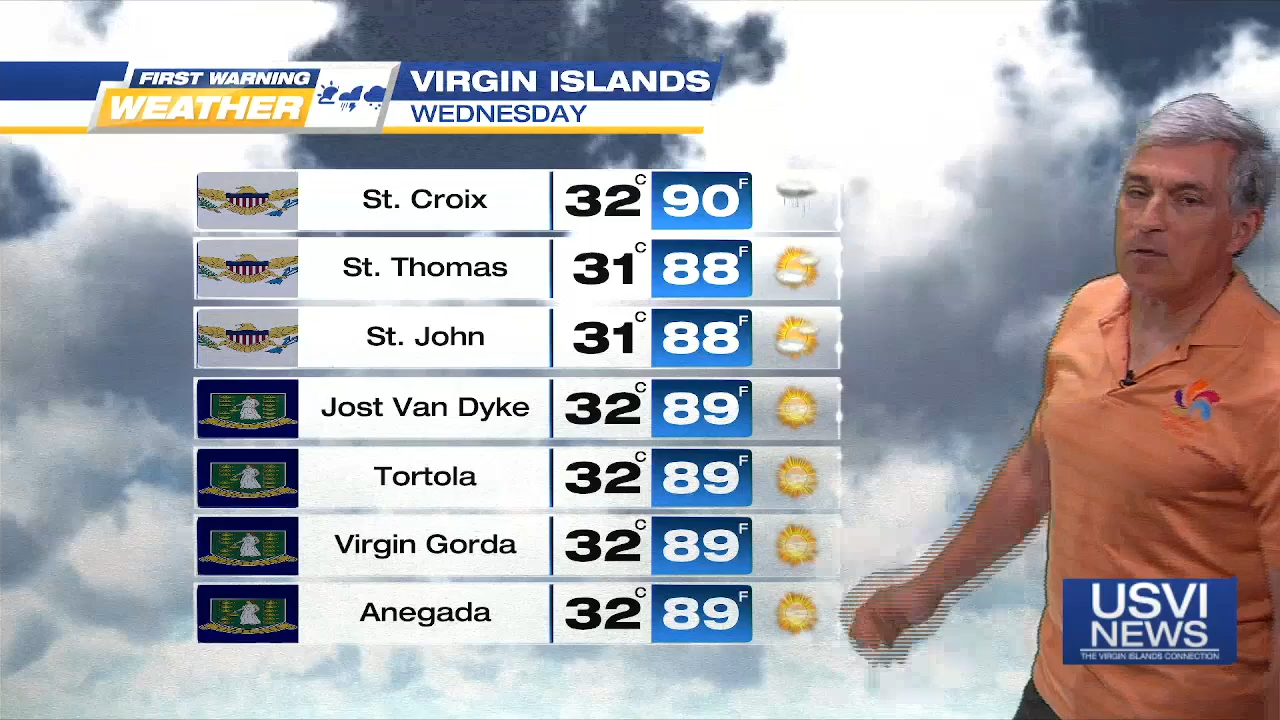 FIRST WARNING
WEATHER
VIRGIN ISLANDS
WEDNESDAY
St. Croix 32 C 90 F
St. Thomas 31 C 88 F
St. John 31 C 88 F
Jost Van Dyke 32 C 89 F
Tortola 32 C 89 F
Virgin Gorda 32 C 89 F
Anegada 32 C 89 F
USVI
NEWS
THE VIRGIN ISLANDS CONNECTION